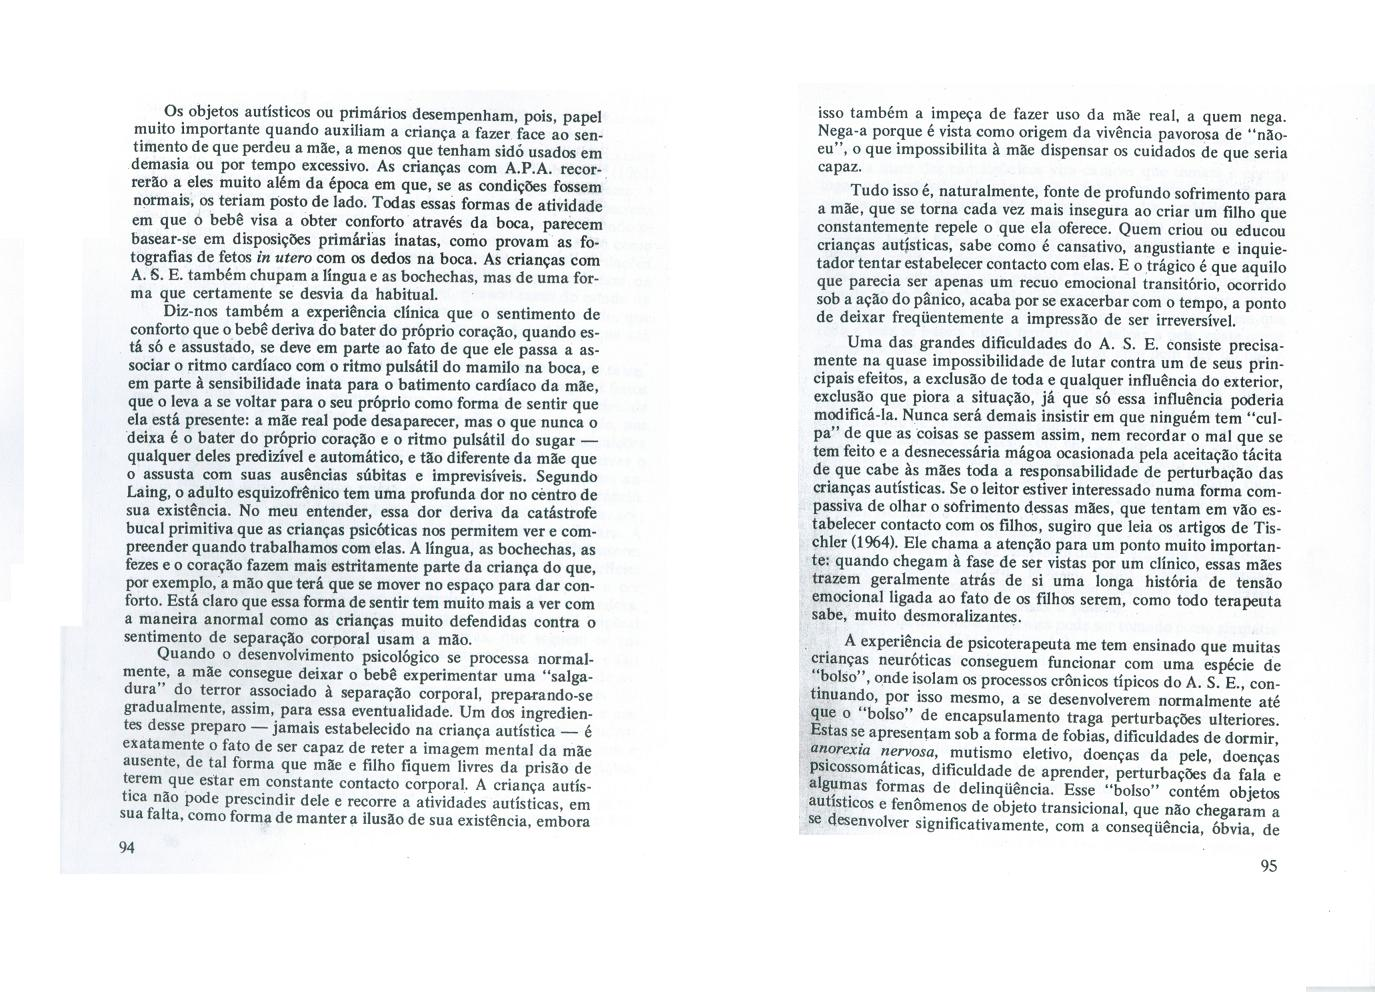 Os objetos autísticos ou primários desempenham, pois, papel
muito importante quando auxiliam a criança a fazer face ao sen-
timento de que perdeu a mãe, a menos que tenham sidó usados em
demasia ou por tempo excessivo. As crianças com A.P.A. recor-
rerão a eles muito além da época em que, se as condições fossem
normais, os teriam posto de lado. Todas essas formas de atividade
em que o bebê visa a obter conforto através da boca, parecem
basear-se em disposições primárias inatas, como provam as fo-
tografias de fetos in utero com os dedos na boca. As crianças com
A. S. E. também chupam a língua e as bochechas, mas de uma for-
ma que certamente se desvia da habitual.
Diz-nos também a experiência clínica que o sentimento de
conforto que o bebê deriva do bater do próprio coração, quando es-
tá só e assustado, se deve em parte ao fato de que ele passa a as-
sociar o ritmo cardíaco com o ritmo pulsátil do mamilo na boca, e
em parte à sensibilidade inata para o batimento cardíaco da mãe,
que o leva a se voltar para o seu próprio como forma de sentir que
ela está presente: a mãe real pode desaparecer, mas o que nunca o
deixa é o bater do próprio coração e o ritmo pulsátil do sugar —
qualquer deles predizível e automático, e tão diferente da mãe que
o assusta com suas ausências súbitas e imprevisíveis. Segundo
Laing, o adulto esquizofrênico tem uma profunda dor no centro de
sua existência. No meu entender, essa dor deriva da catástrofe
bucal primitiva que as crianças psicóticas nos permitem ver e com-
preender quando trabalhamos com elas. A língua, as bochechas, as
fezes e o coração fazem mais estritamente parte da criança do que,
por exemplo, a mão que terá que se mover no espaço para dar con-
forto. Está claro que essa forma de sentir tem muito mais a ver com
a maneira anormal como as crianças muito defendidas contra o
sentimento de separação corporal usam a mão.
Quando o desenvolvimento psicológico se processa normal-
mente, a mãe consegue deixar o bebê experimentar uma "salga-
dura" do terror associado à separação corporal, preparando-se
gradualmente, assim, para essa eventualidade. Um dos ingredien-
tes desse preparo — jamais estabelecido na criança autística — é
exatamente o fato de ser capaz de reter a imagem mental da mãe
ausente, de tal forma que mãe e filho fiquem livres da prisão de
terem que estar em constante contacto corporal. A criança autís-
tica não pode prescindir dele e recorre a atividades autísticas, em
sua falta, como forma de manter a ilusão de sua existência, embora
94
isso também a impeça de fazer uso da mãe real, a quem nega.
Nega-a porque é vista como origem da vivência pavorosa de "não-
eu", o que impossibilita à mãe dispensar os cuidados de que seria
capaz.
Tudo isso é, naturalmente, fonte de profundo sofrimento para
a mãe, que se torna cada vez mais insegura ao criar um filho que
constantemente repele o que ela oferece. Quem criou ou educou
crianças autísticas, sabe como é cansativo, angustiante e inquie-
tador tentar estabelecer contacto com elas. E o trágico é que aquilo
que parecia ser apenas um recuo emocional transitório, ocorrido
sob a ação do pânico, acaba por se exacerbar com o tempo, a ponto
de deixar freqüentemente a impressão de ser irreversível.
Uma das grandes dificuldades do A. S. E. consiste precisa-
mente na quase impossibilidade de lutar contra um de seus prin-
cipais efeitos, a exclusão de toda e qualquer influência do exterior,
exclusão que piora a situação, já que só essa influência poderia
modificá-la. Nunca será demais insistir em que ninguém tem "cul-
pa" de que as coisas se passem assim, nem recordar o mal que se
tem feito e a desnecessária mágoa ocasionada pela aceitação tácita
de que cabe às mães toda a responsabilidade de perturbação das
crianças autísticas. Se o leitor estiver interessado numa forma com-
passiva de olhar o sofrimento dessas mães, que tentam em vão es-
tabelecer contacto com os filhos, sugiro que leia os artigos de Tis-
chler (1964). Ele chama a atenção para um ponto muito importan-
te: quando chegam à fase de ser vistas por um clínico, essas mães
trazem geralmente atrás de si uma longa história de tensão
emocional ligada ao fato de os filhos serem, como todo terapeuta
sabe, muito desmoralizantes.
A experiência de psicoterapeuta me tem ensinado que muitas
crianças neuróticas conseguem funcionar com uma espécie de
"bolso", onde isolam os processos crônicos típicos do A. S. E., con-
tinuando, por isso mesmo, a se desenvolverem normalmente até
que o "bolso" de encapsulamento traga perturbações ulteriores.
Estas se apresentam sob a forma de fobias, dificuldades de dormir,
anorexia nervosa, mutismo eletivo, doenças da pele, doenças
psicossomáticas, dificuldade de aprender, perturbações da fala e
algumas formas de delinqüência. Esse "bolso" contém objetos
autísticos e fenômenos de objeto transicional, que não chegaram a
se desenvolver significativamente, com a conseqüência, óbvia, de
95